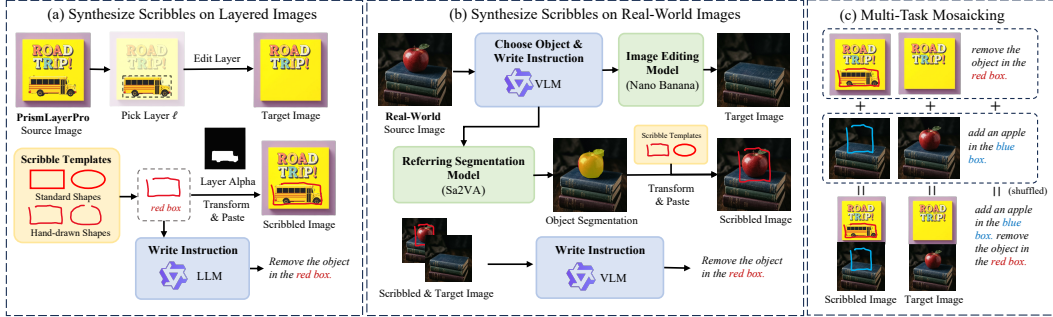 (a) Synthesize Scribbles on Layered Images
ROAD
TRIP!
PrismLayerPro
Source Image
ROAD
TRIP!
Pick Layer ℓ
Edit Layer
ROAD
TRIP!
Target Image
Scribble Templates
Standard Shapes
Hand-drawn Shapes
red box
Layer Alpha
Transform
& Paste
ROAD
TRIP!
Scribbled Image
Write Instruction
LLM
Remove the object
in the red box.
(b) Synthesize Scribbles on Real-World Images
Real-World
Source Image
Choose Object &
Write Instruction
VLM
Image Editing
Model
(Nano Banana)
Target Image
Referring Segmentation
Model
(Sa2VA)
Object Segmentation
Scribble Templates
Transform
& Paste
Scribbled Image
Scribbled & Target Image
Write Instruction
VLM
Remove the object
in the red box.
(c) Multi-Task Mosaicking
ROAD
TRIP!
ROAD
TRIP!
remove the
object in the
red box.
+ + +
add an apple
in the blue
box.
(shuffled)
ROAD
TRIP!
ROAD
TRIP!
add an apple
in the blue
box. remove
the object in
the red box.
Scribbled Image
Target Image